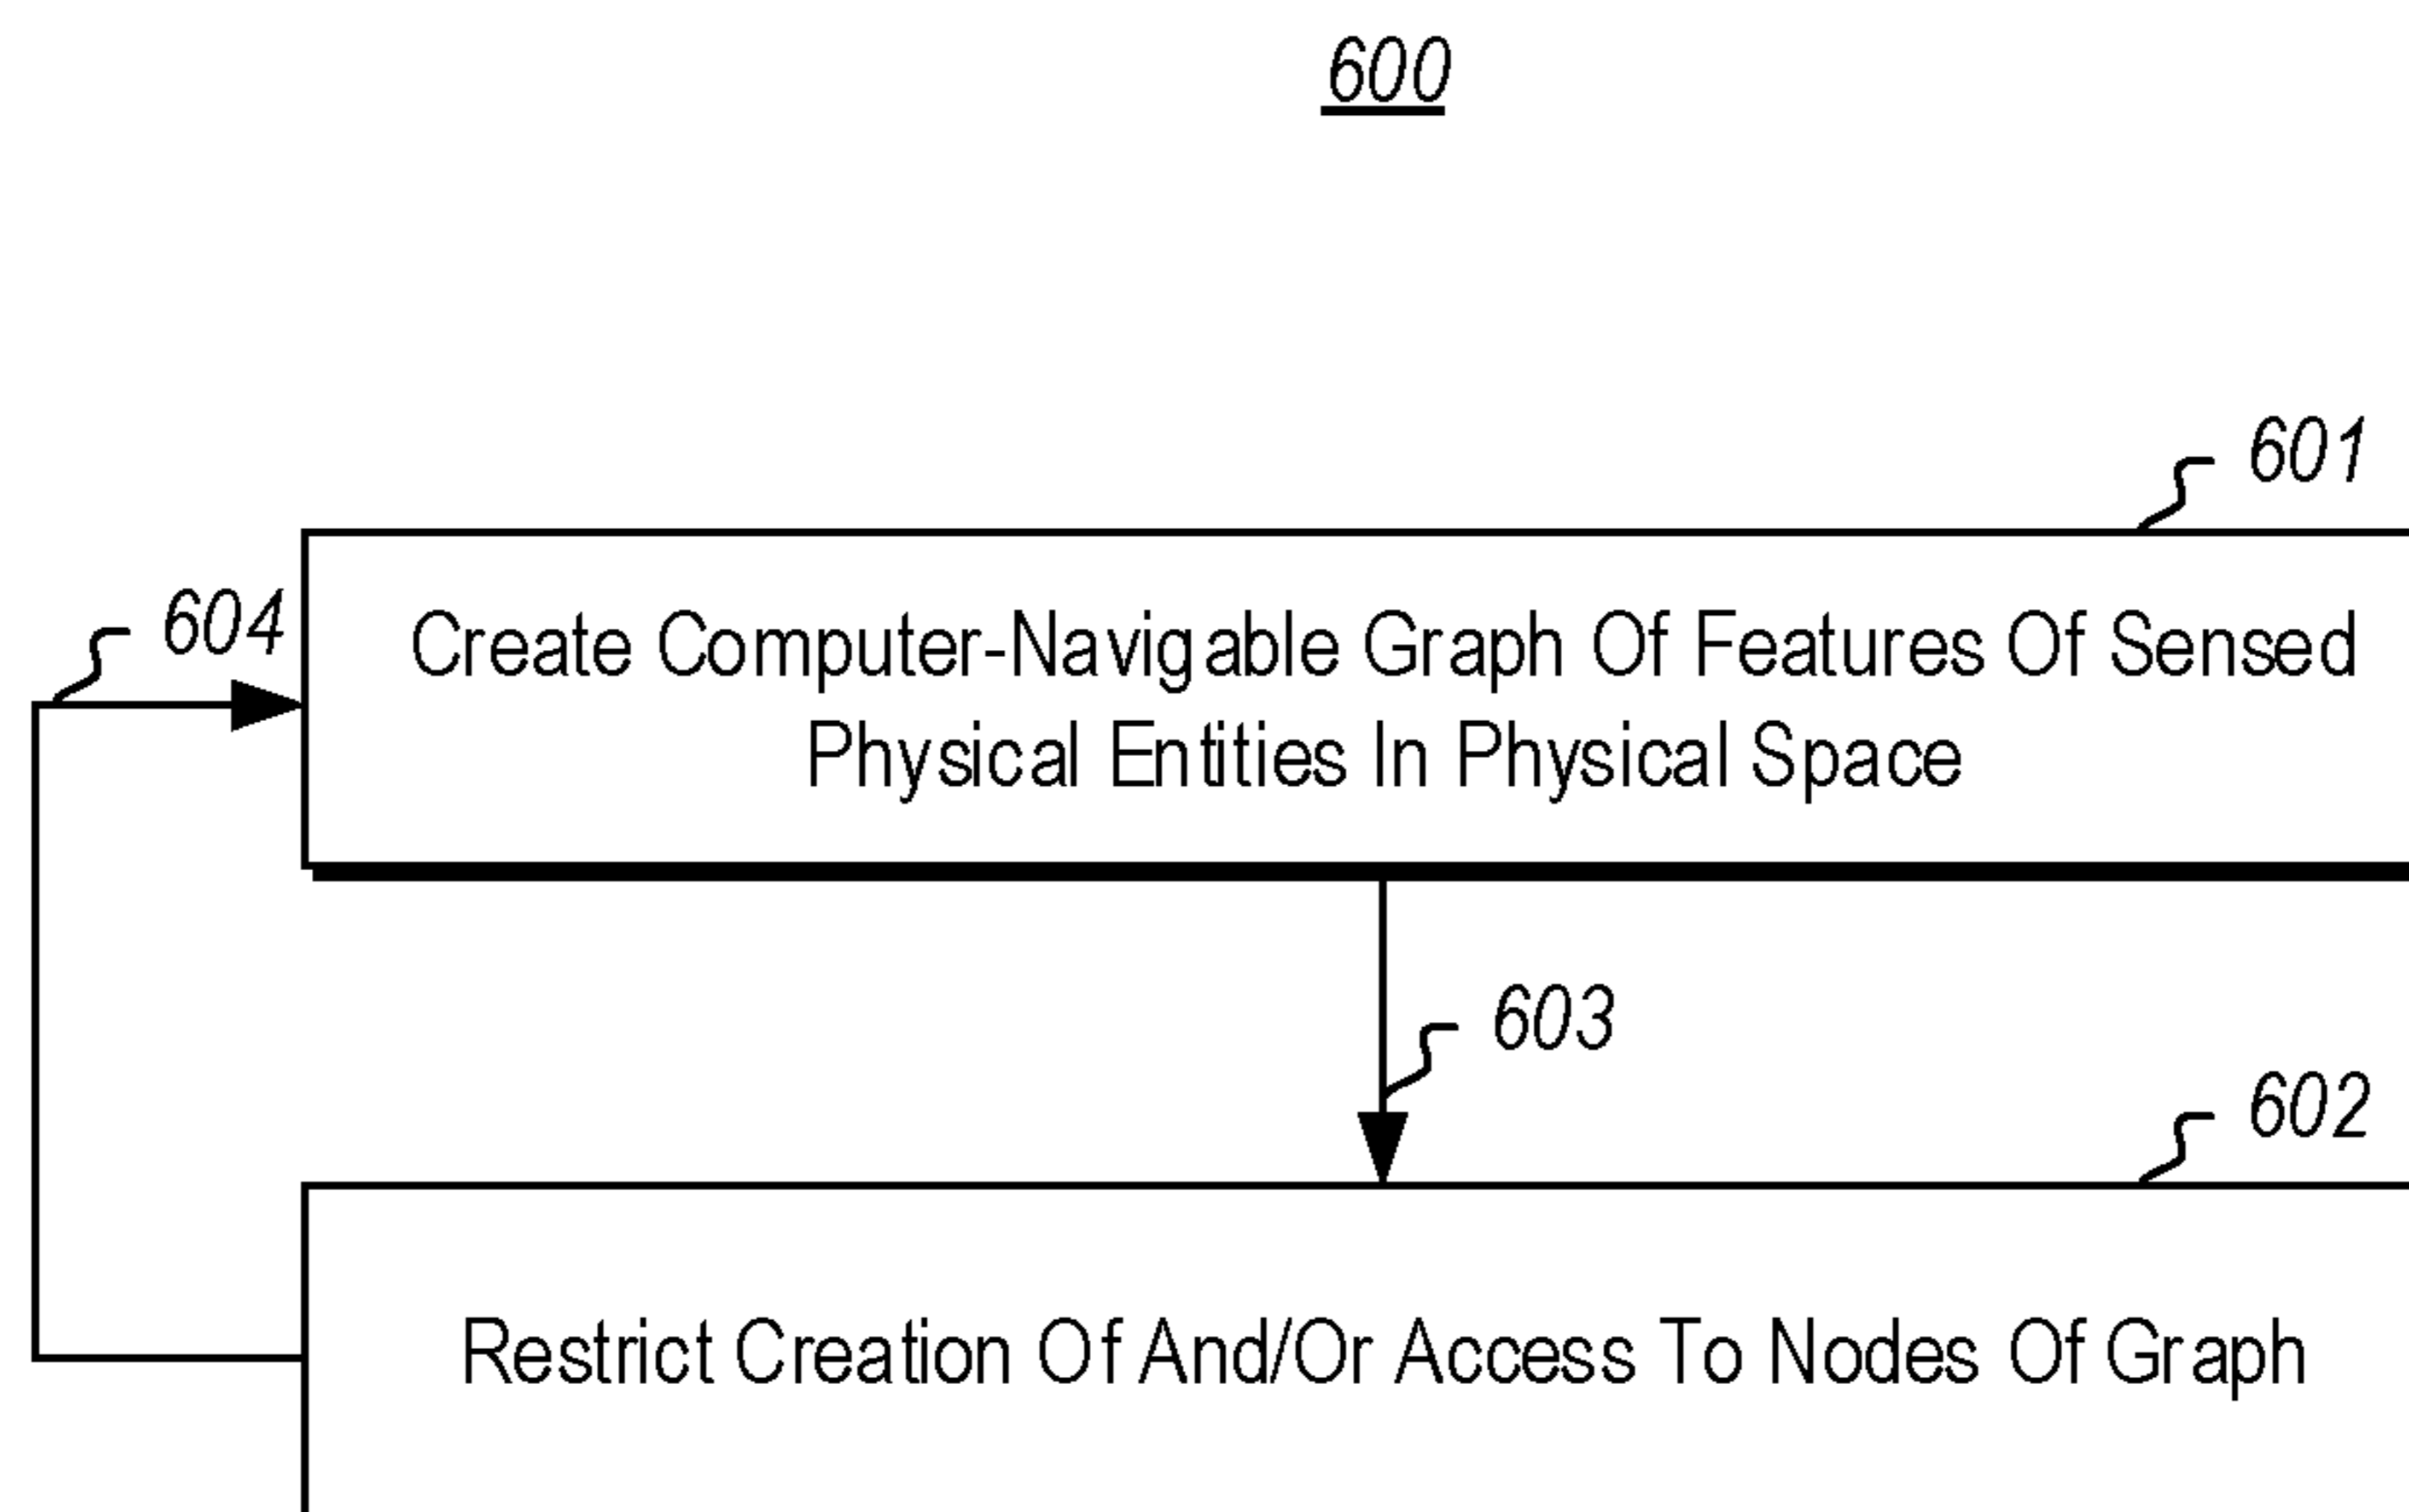 600
601
604
Create Computer-Navigable Graph Of Features Of Sensed
Physical Entities In Physical Space
603
602
Restrict Creation Of And/Or Access To Nodes Of Graph